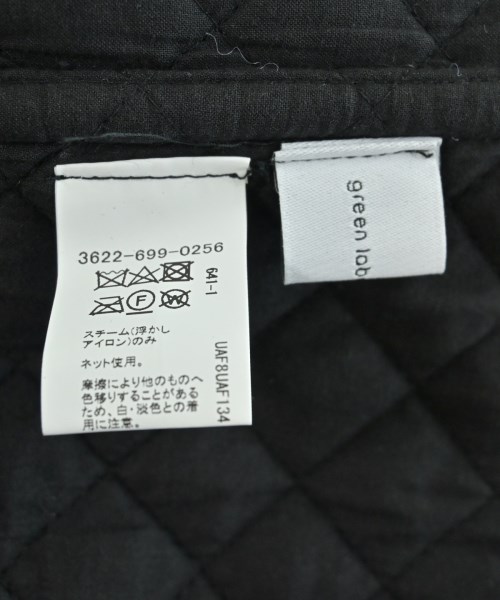 3622-699-0256
641-1
F
W
スチーム(浮かし
アイロン)のみ
ネット使用。
摩擦により他のものへ
色移りすることがある
ため、白・淡色との着
用に注意。
UAF8UAF134
green lab